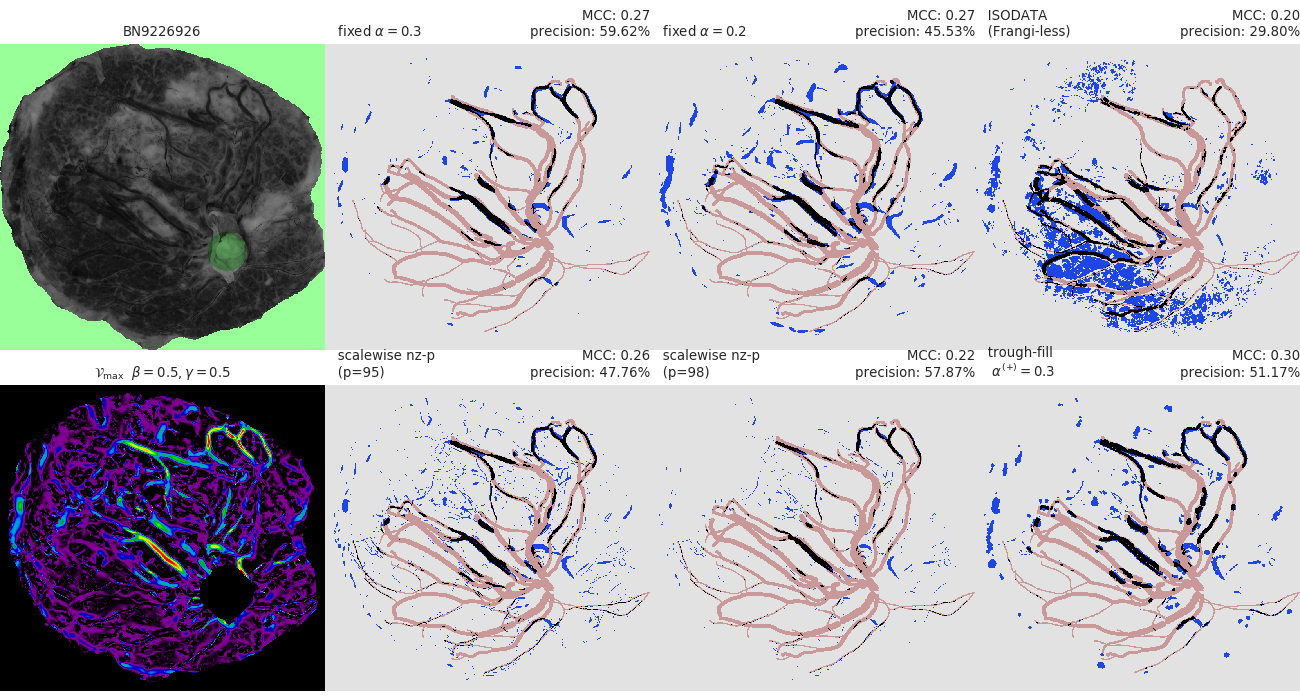 BN9226926
fixed α = 0.3
MCC: 0.27
precision: 59.62%
fixed α = 0.2
MCC: 0.27
precision: 45.53%
ISODATA
(Frangi-less)
MCC: 0.20
precision: 29.80%
𝒱max β = 0.5, γ = 0.5
scalewise nz-p
(p=95)
MCC: 0.26
precision: 47.76%
scalewise nz-p
(p=98)
MCC: 0.22
precision: 57.87%
trough-fill
α(+) = 0.3
MCC: 0.30
precision: 51.17%